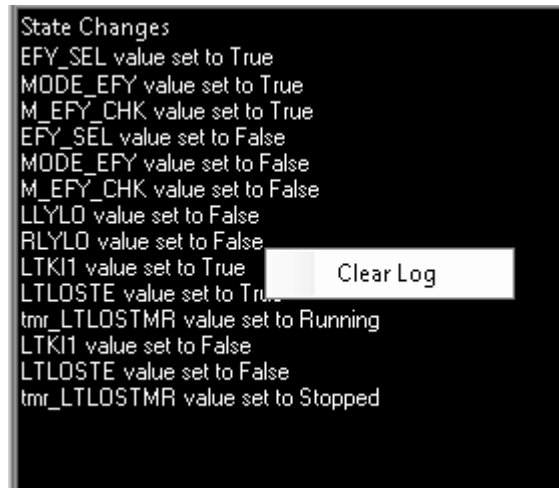 State Changes
EFY_SEL value set to True
MODE_EFY value set to True
M_EFY_CHK value set to True
EFY_SEL value set to False
MODE_EFY value set to False
M_EFY_CHK value set to False
LLYLO value set to False
RLYLO value set to False
LTKI1 value set to True
Clear Log
LTLOSTE value set to True
tmr_LTLOSTMR value set to Running
LTKI1 value set to False
LTLOSTE value set to False
tmr_LTLOSTMR value set to Stopped